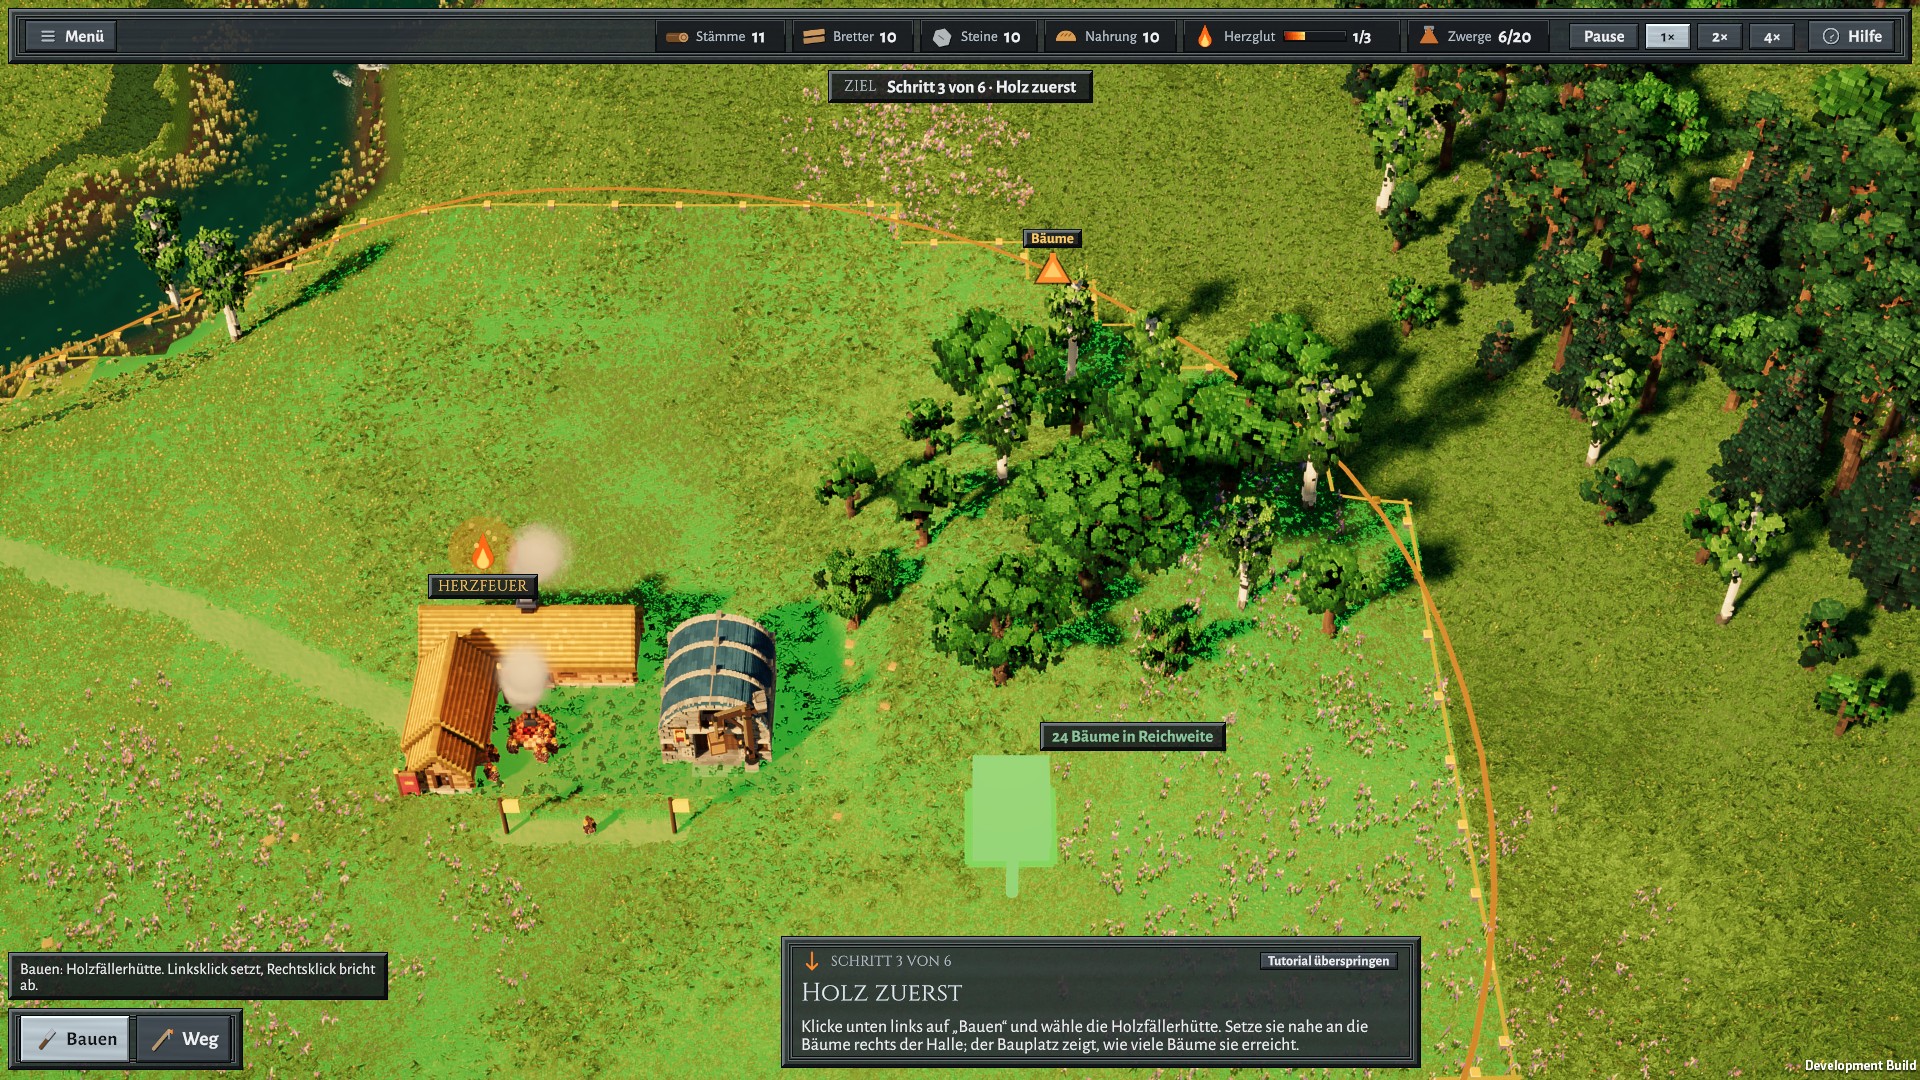 Menü
Stämme 11
Bretter 10
Steine 10
Nahrung 10
Herzglut 1/3
Zwerge 6/20
Pause
1×
2×
4×
Hilfe
ZIEL Schritt 3 von 6 · Holz zuerst
Bäume
HERZFEUER
24 Bäume in Reichweite
Bauen: Holzfällerhütte. Linksklick setzt, Rechtsklick bricht
ab.
Bauen
Weg
SCHRITT 3 VON 6
Tutorial überspringen
HOLZ ZUERST
Klicke unten links auf „Bauen“ und wähle die Holzfällerhütte. Setze sie nahe an die
Bäume rechts der Halle; der Bauplatz zeigt, wie viele Bäume sie erreicht.
Development Build